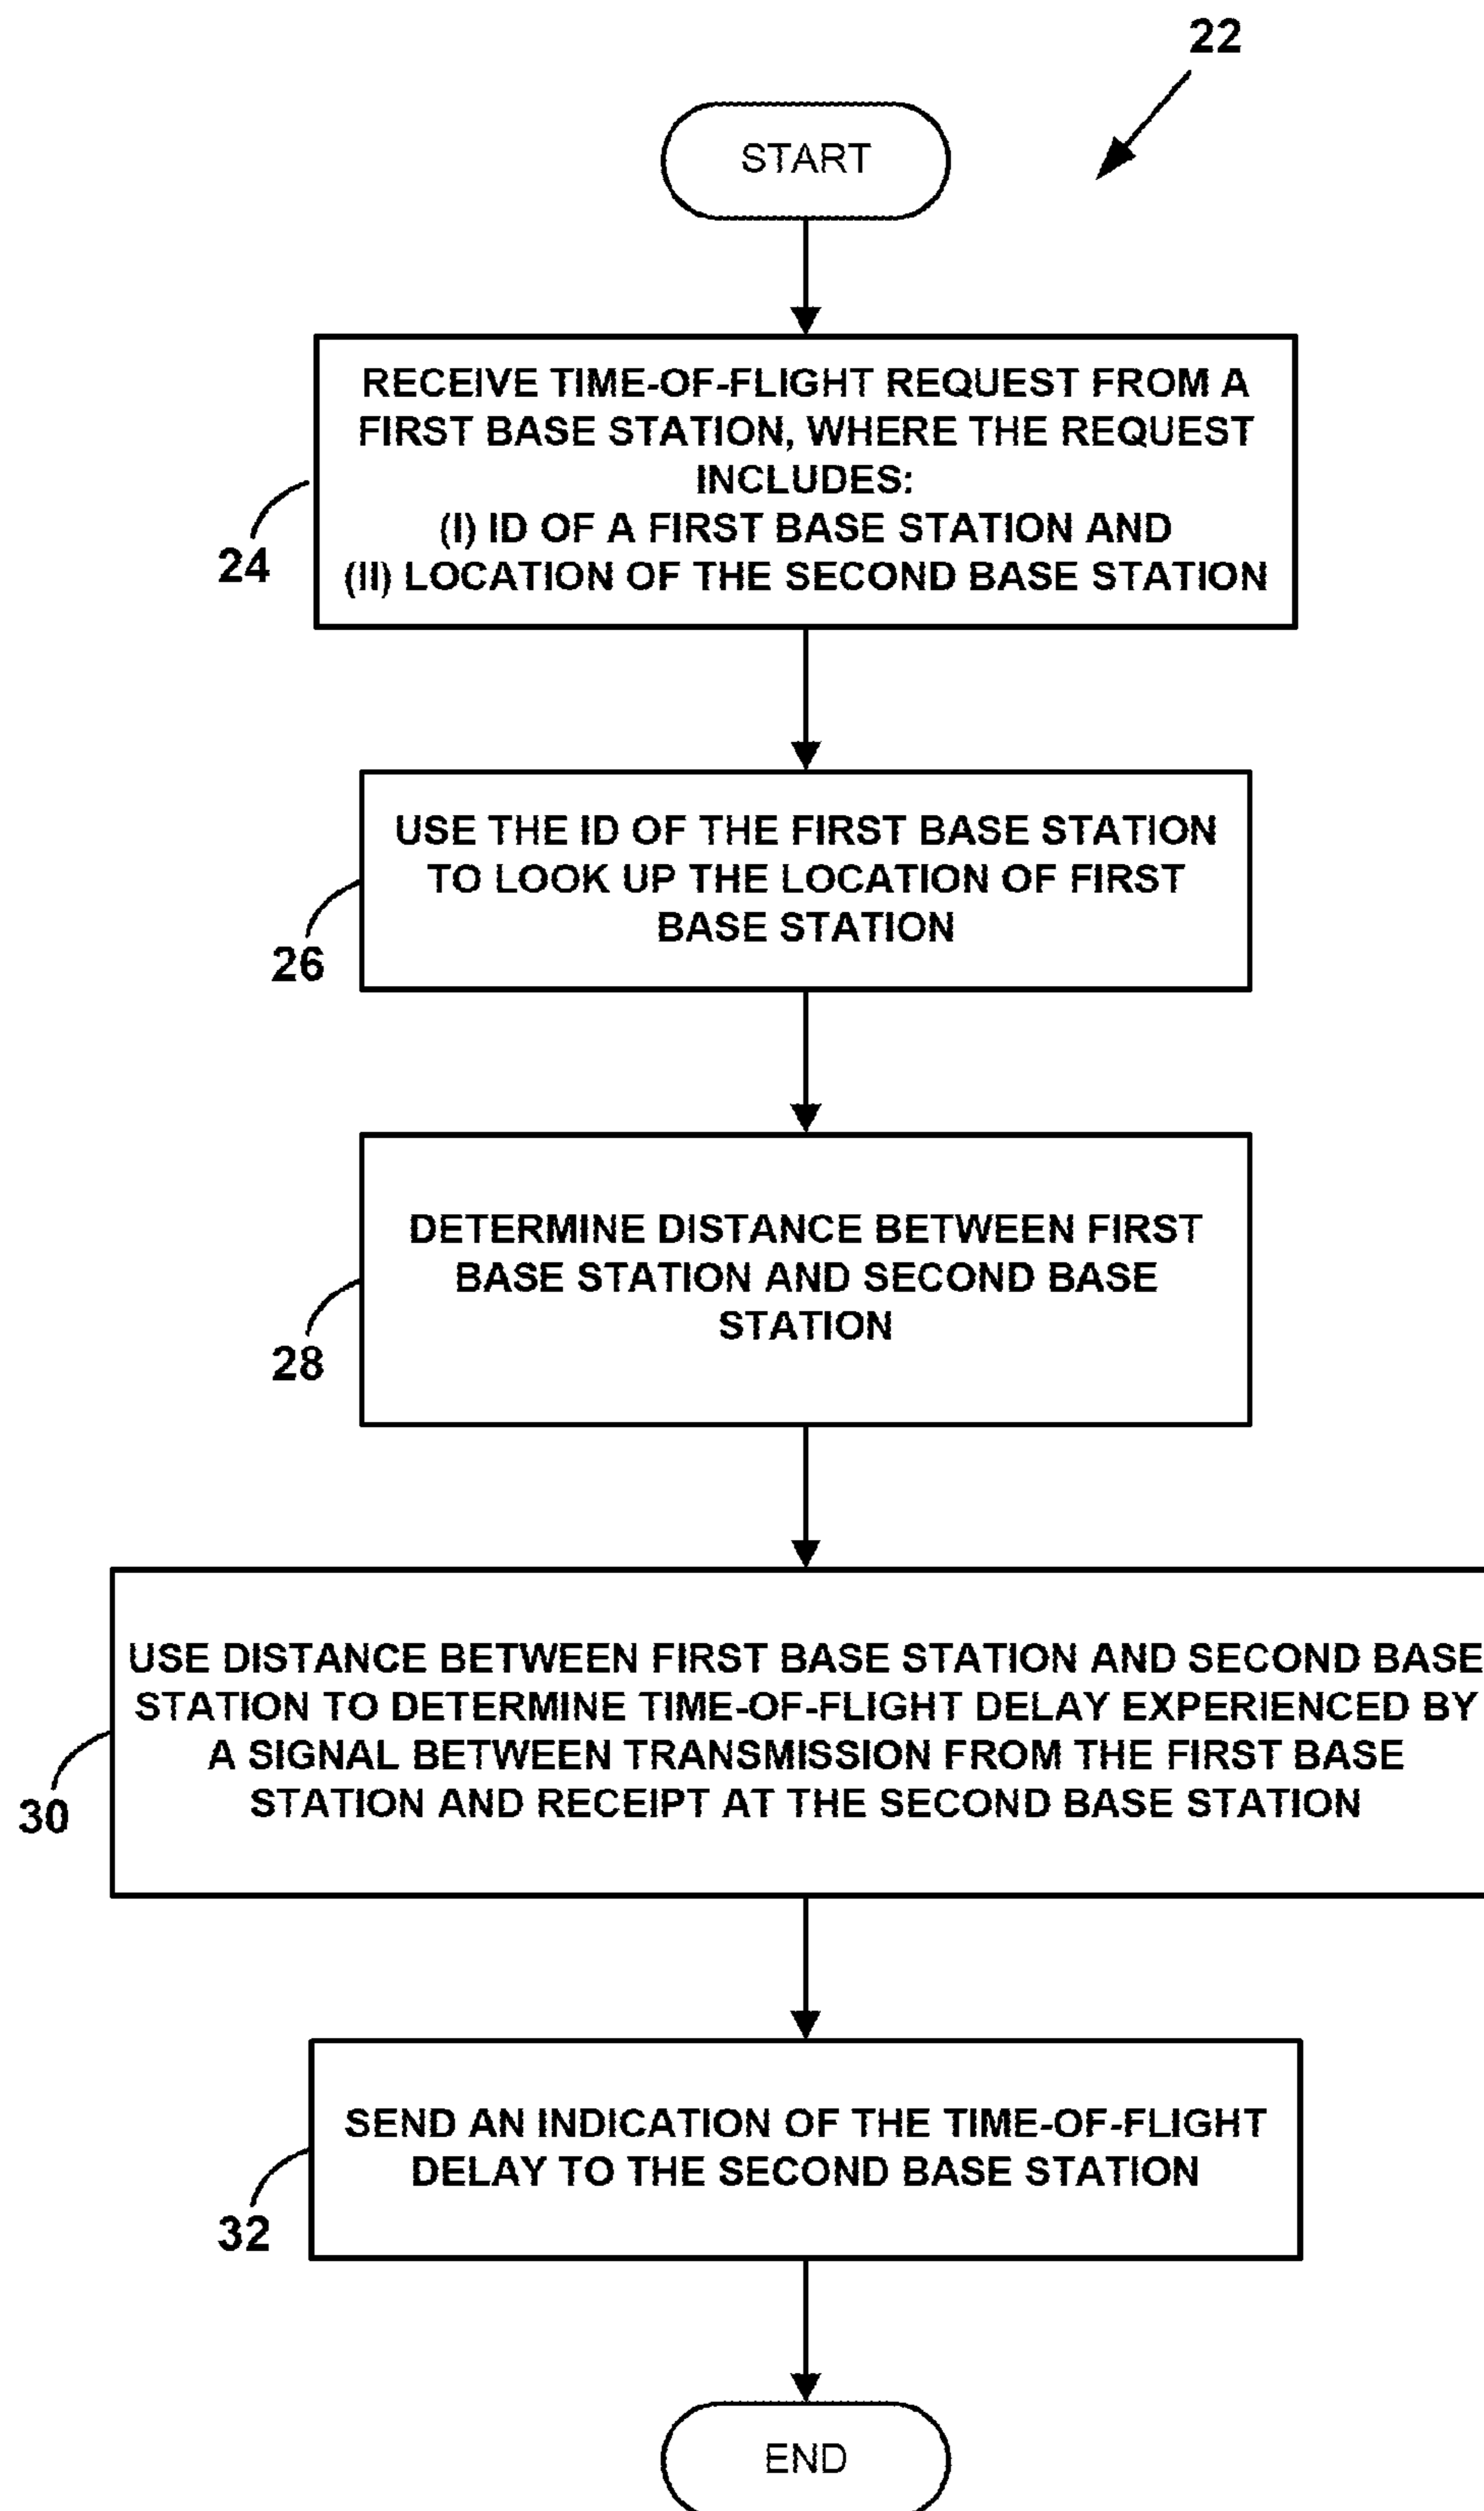 22
START
RECEIVE TIME-OF-FLIGHT REQUEST FROM A
FIRST BASE STATION, WHERE THE REQUEST
INCLUDES:
(I) ID OF A FIRST BASE STATION AND
(II) LOCATION OF THE SECOND BASE STATION
24
USE THE ID OF THE FIRST BASE STATION
TO LOOK UP THE LOCATION OF FIRST
BASE STATION
26
DETERMINE DISTANCE BETWEEN FIRST
BASE STATION AND SECOND BASE
STATION
28
USE DISTANCE BETWEEN FIRST BASE STATION AND SECOND BASE
STATION TO DETERMINE TIME-OF-FLIGHT DELAY EXPERIENCED BY
A SIGNAL BETWEEN TRANSMISSION FROM THE FIRST BASE
STATION AND RECEIPT AT THE SECOND BASE STATION
30
SEND AN INDICATION OF THE TIME-OF-FLIGHT
DELAY TO THE SECOND BASE STATION
32
END